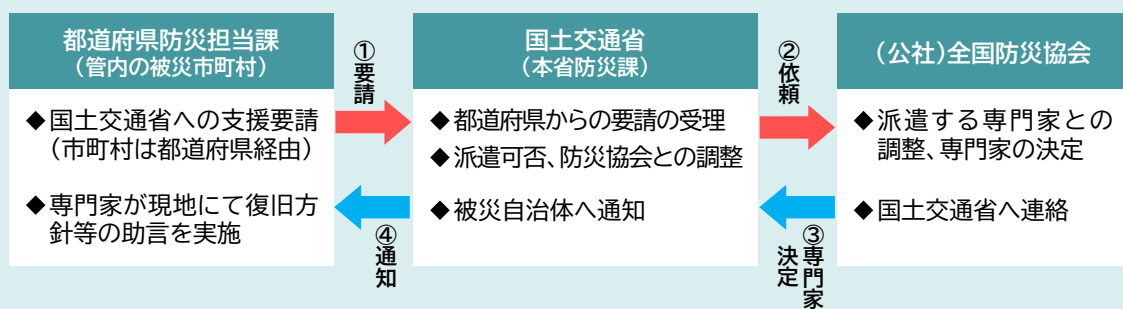 都道府県防災担当課
（管内の被災市町村）
◆国土交通省への支援要請
（市町村は都道府県経由）
◆専門家が現地にて復旧方
針等の助言を実施
①要請
④通知
国土交通省
（本省防災課）
◆都道府県からの要請の受理
◆派遣可否、防災協会との調整
◆被災自治体へ通知
②依頼
③専門家
決定
（公社）全国防災協会
◆派遣する専門家との
調整、専門家の決定
◆国土交通省へ連絡